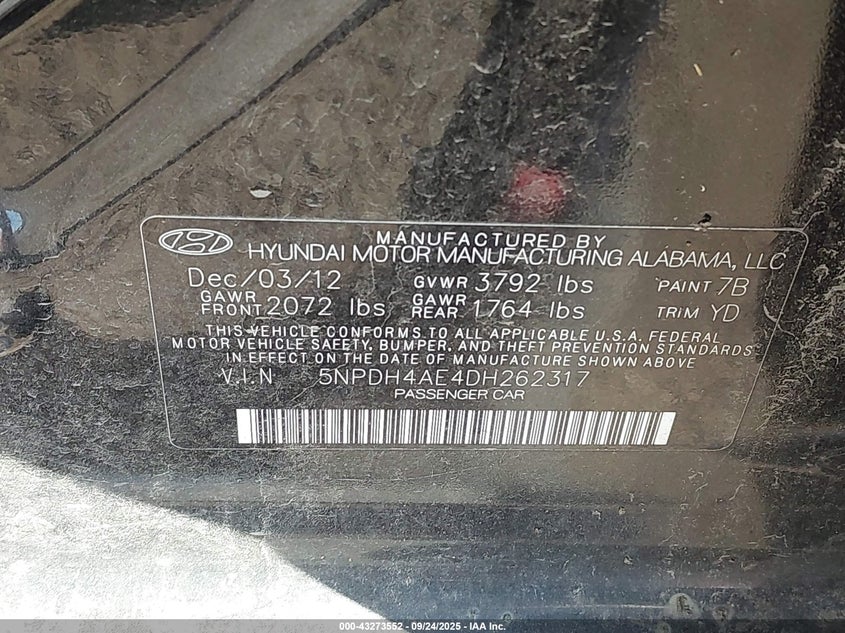 MANUFACTURED BY
HYUNDAI MOTOR MANUFACTURING ALABAMA, LLC
Dec/03/12 GVWR 3792 lbs PAINT 7B
GAWR FRONT 2072 lbs GAWR REAR 1764 lbs TRIM YD
THIS VEHICLE CONFORMS TO ALL APPLICABLE U.S.A. FEDERAL
MOTOR VEHICLE SAFETY, BUMPER, AND THEFT PREVENTION STANDARDS
IN EFFECT ON THE DATE OF MANUFACTURE SHOWN ABOVE
V.I.N 5NPDH4AE4DH262317
PASSENGER CAR
000-43273552 - 09/24/2025 - IAA Inc.